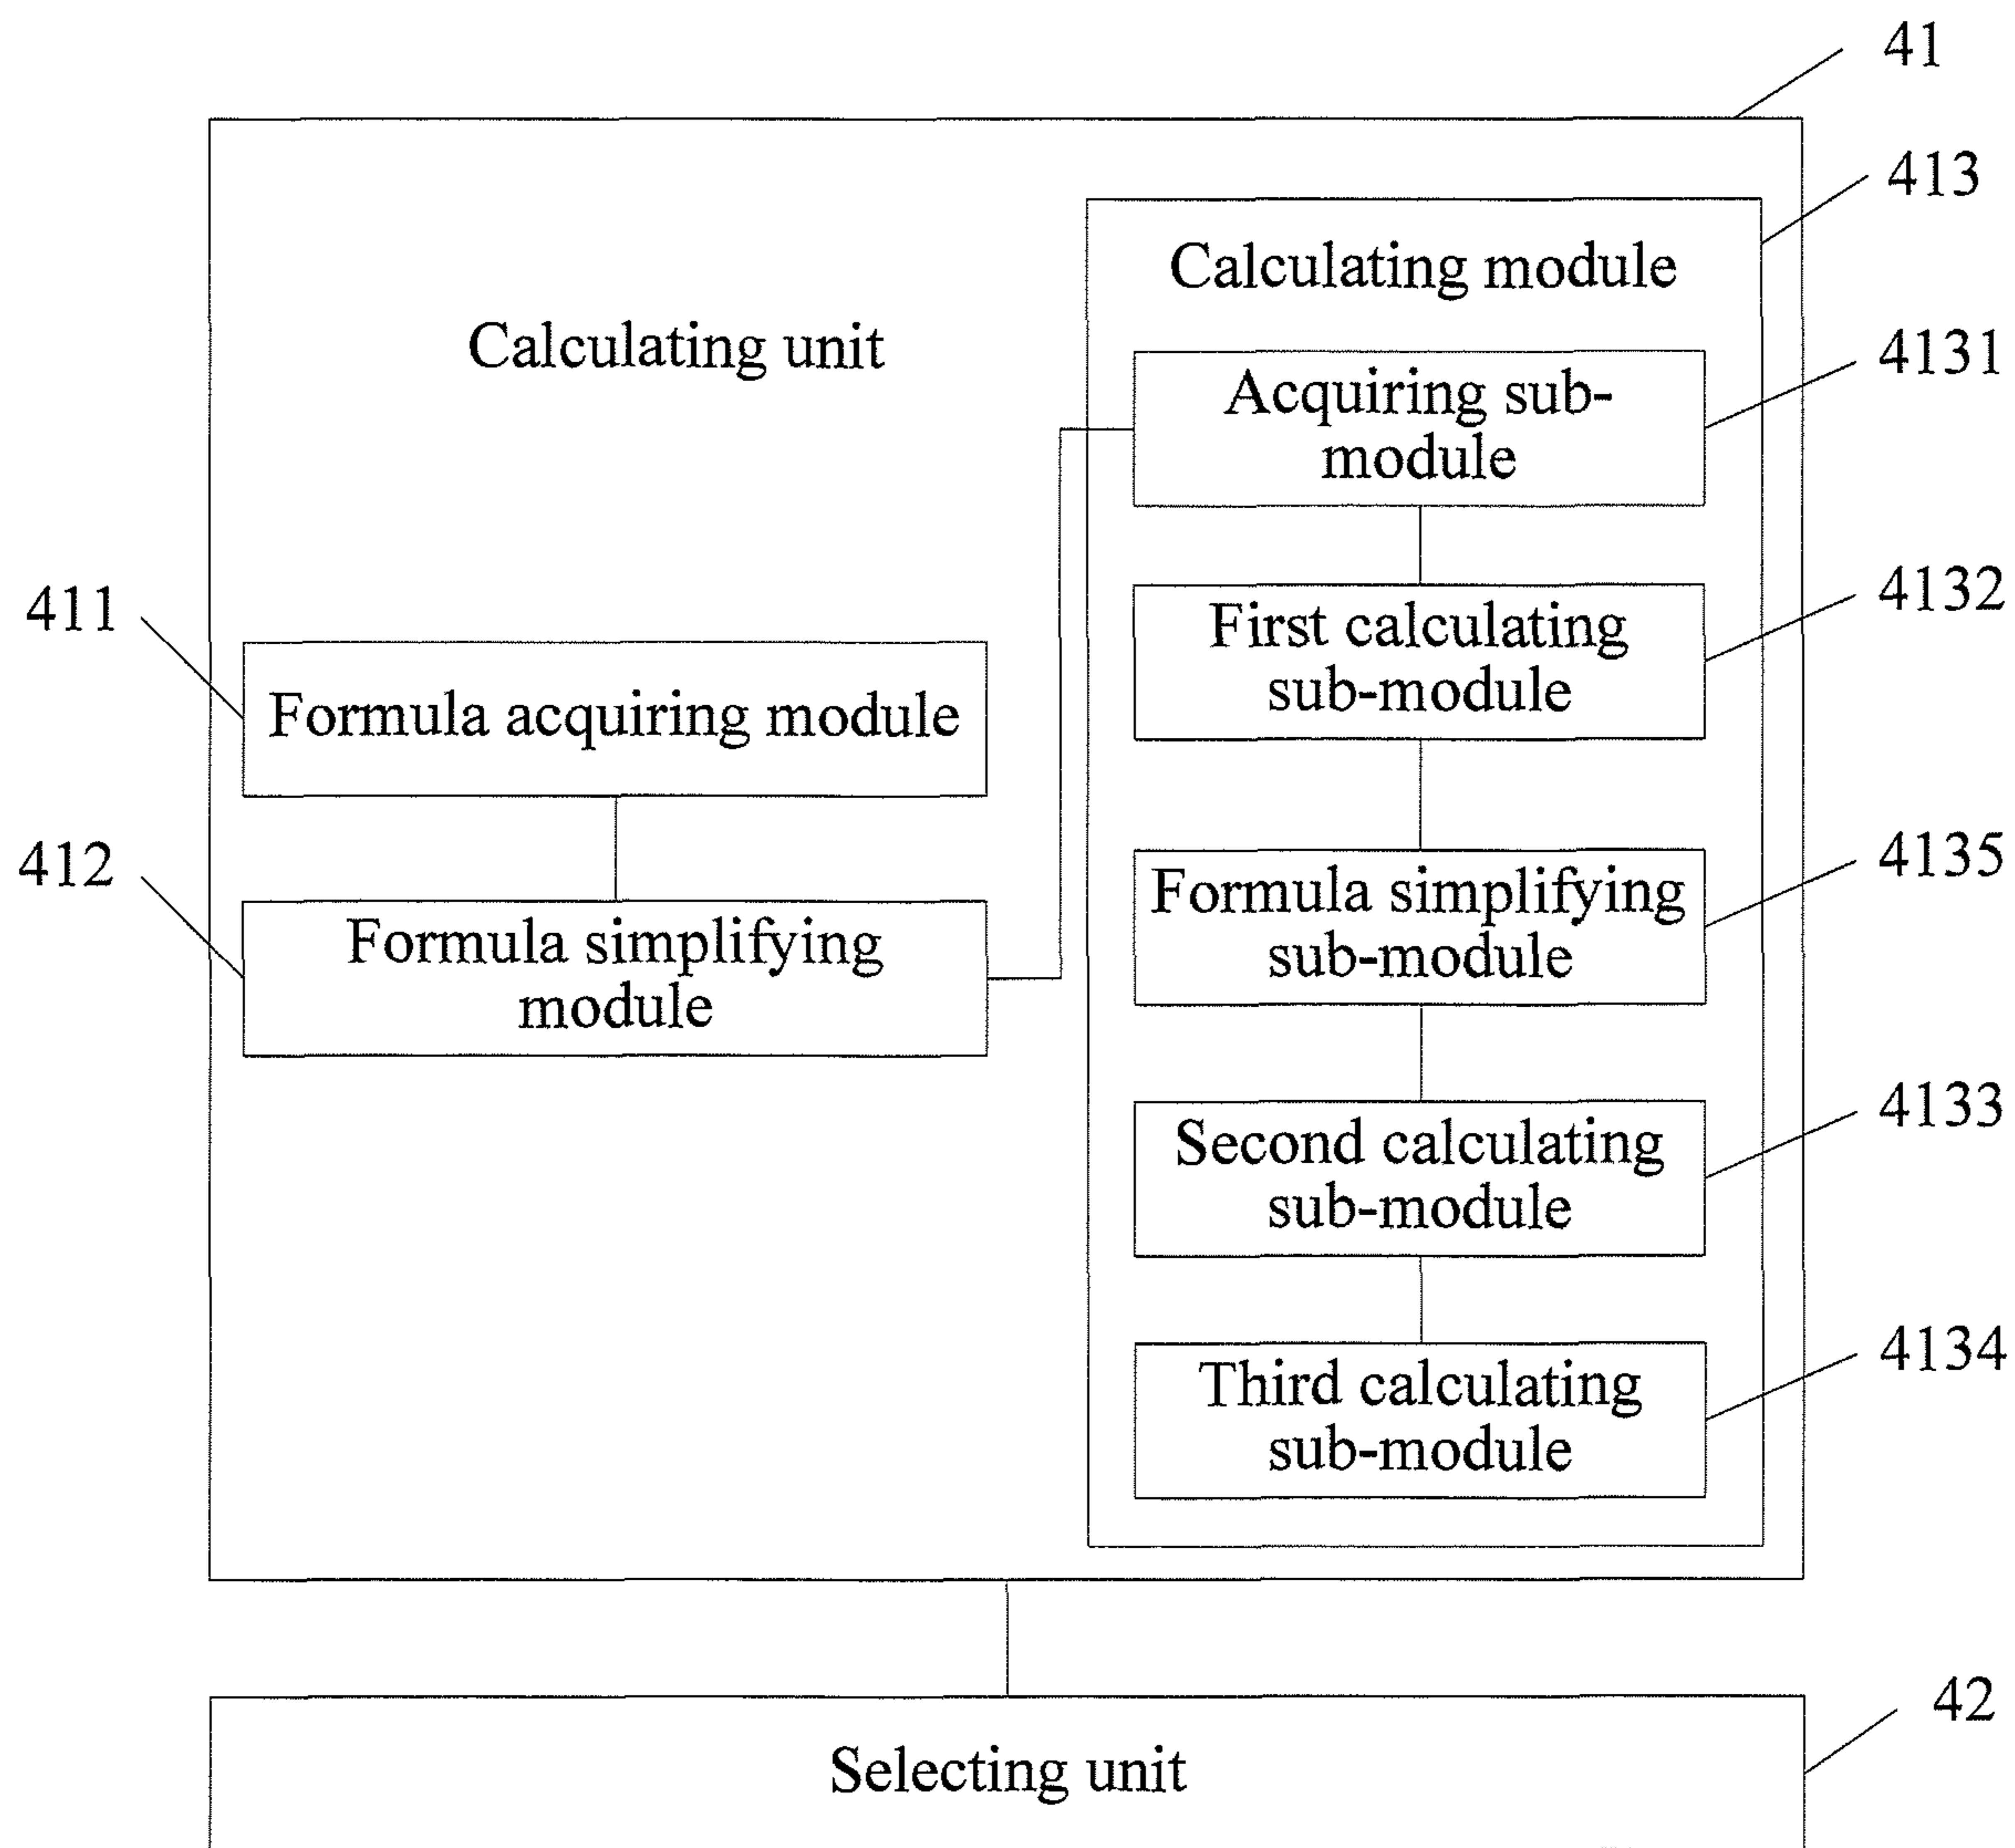 41
413
Calculating module
Calculating unit
4131
Acquiring sub-
module
4132
First calculating
sub-module
411
Formula acquiring module
4135
Formula simplifying
sub-module
412
Formula simplifying
module
4133
Second calculating
sub-module
4134
Third calculating
sub-module
42
Selecting unit